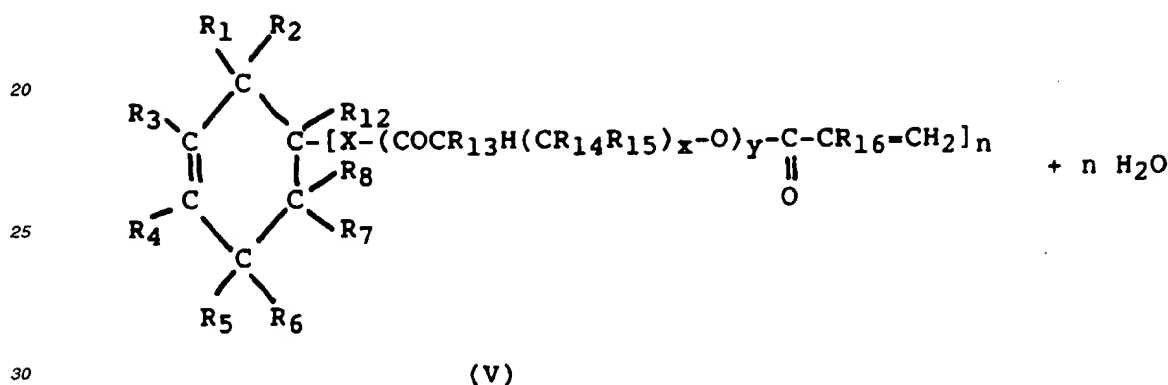 R1 R2
20
C
R3 R12
C C-[X-(COCR13H(CR14R15)x-O)y-C-CR16=CH2]n + n H2O
R8 O
C C
25 R4 R7
C
R5 R6
30 (V)